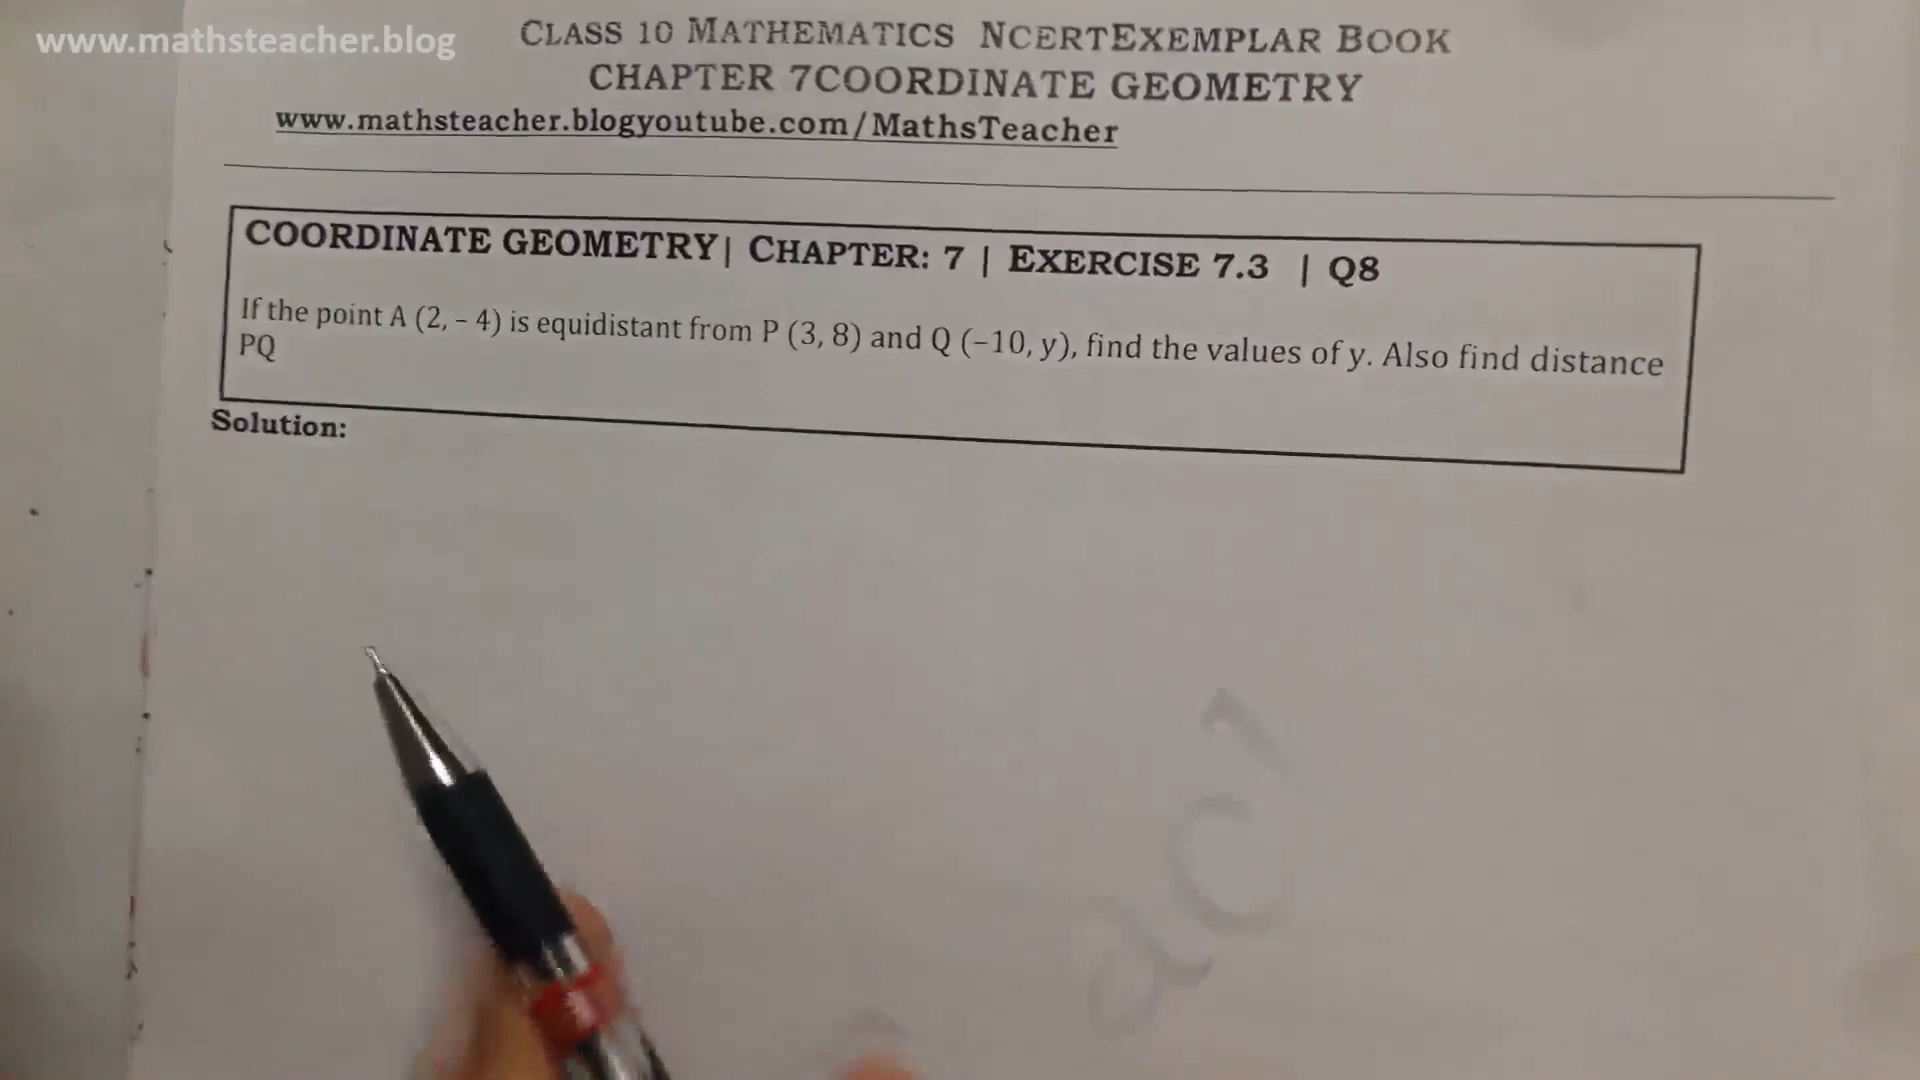 www.mathsteacher.blog
CLASS 10 MATHEMATICS NCERTEXEMPLAR BOOK
CHAPTER 7COORDINATE GEOMETRY
www.mathsteacher.blogyoutube.com/MathsTeacher
COORDINATE GEOMETRY| CHAPTER: 7 | EXERCISE 7.3 | Q8
If the point A (2, – 4) is equidistant from P (3, 8) and Q (–10, y), find the values of y. Also find distance
PQ
Solution: